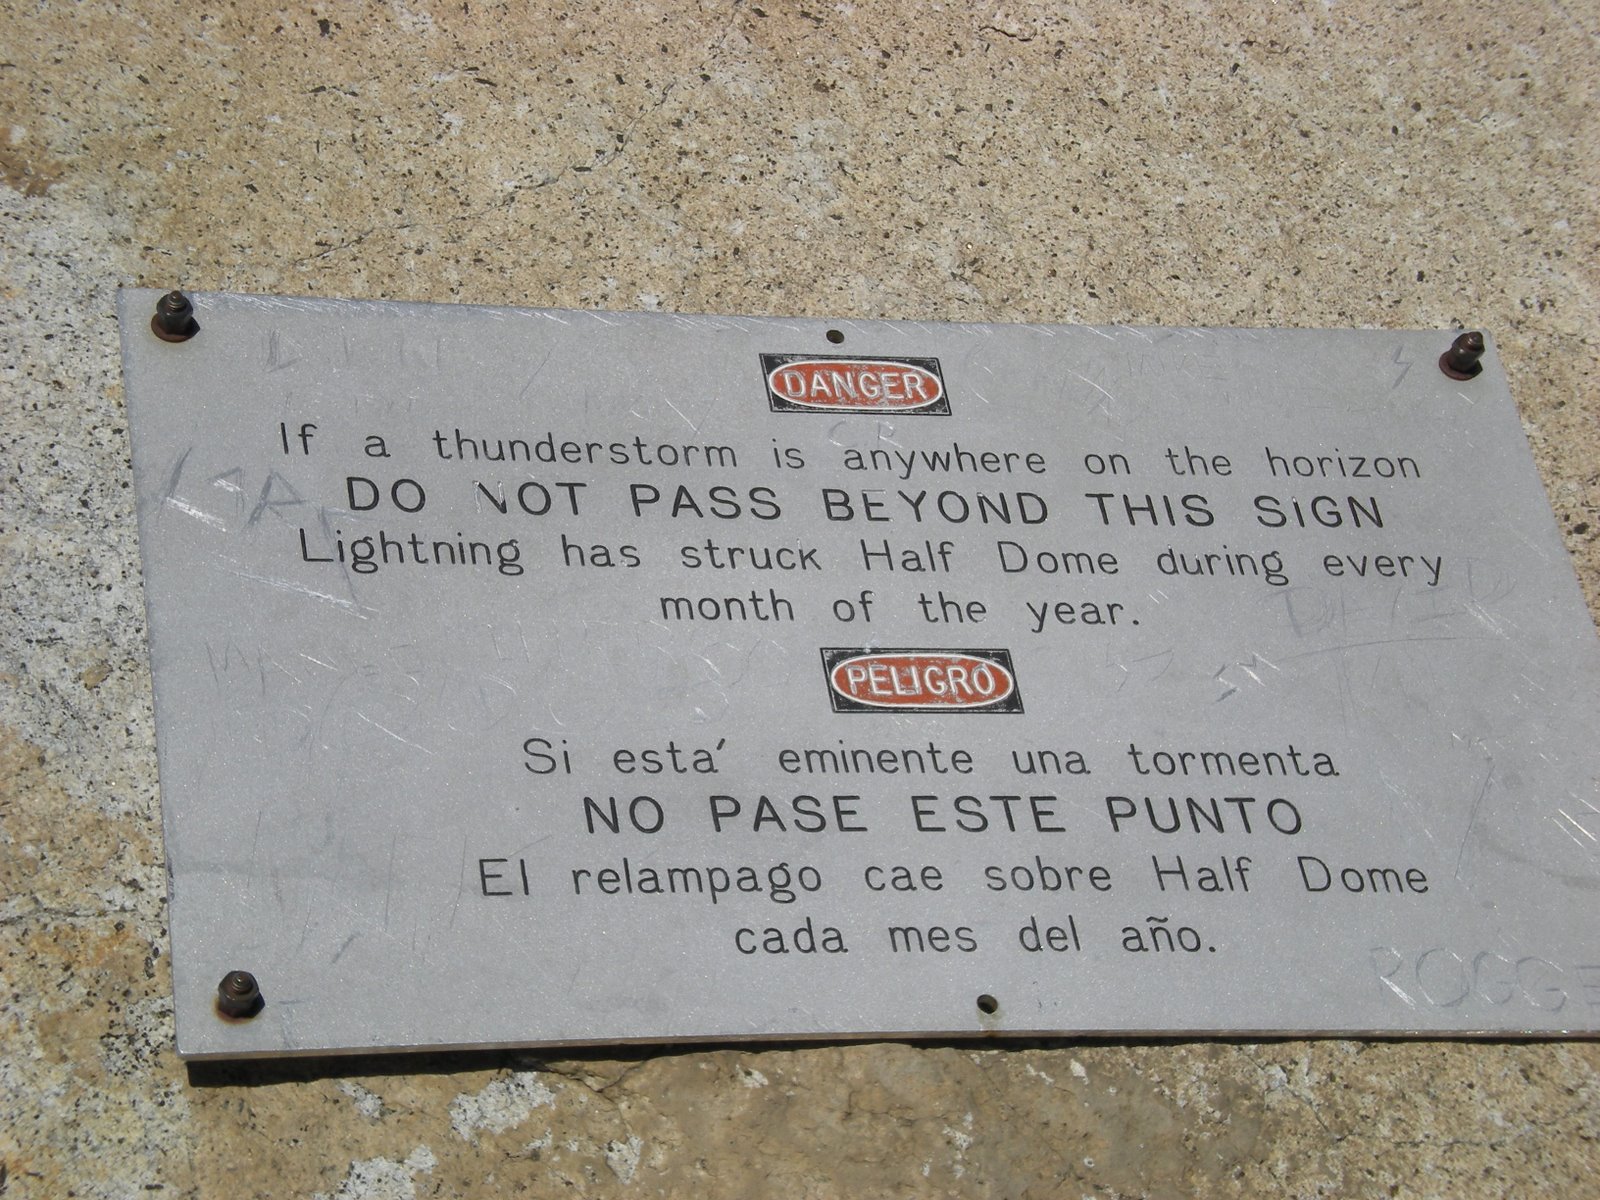 DANGER
If a thunderstorm is anywhere on the horizon
DO NOT PASS BEYOND THIS SIGN
Lightning has struck Half Dome during every
month of the year.
PELIGRO
Si está eminente una tormenta
NO PASE ESTE PUNTO
El relampago cae sobre Half Dome
cada mes del año.